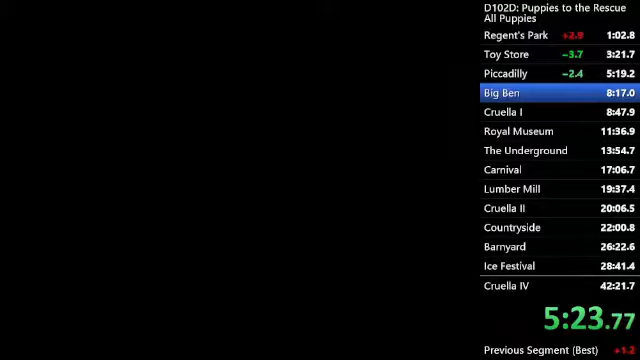 D102D: Puppies to the Rescue
All Puppies
Regent's Park +2.9 1:02.8
Toy Store −3.7 3:21.7
Piccadilly −2.4 5:19.2
Big Ben 8:17.0
Cruella I 8:47.9
Royal Museum 11:36.9
The Underground 13:54.7
Carnival 17:06.7
Lumber Mill 19:37.4
Cruella II 20:06.5
Countryside 22:00.8
Barnyard 26:22.6
Ice Festival 28:41.4
Cruella IV 42:21.7
5:23.77
Previous Segment (Best) +1.2